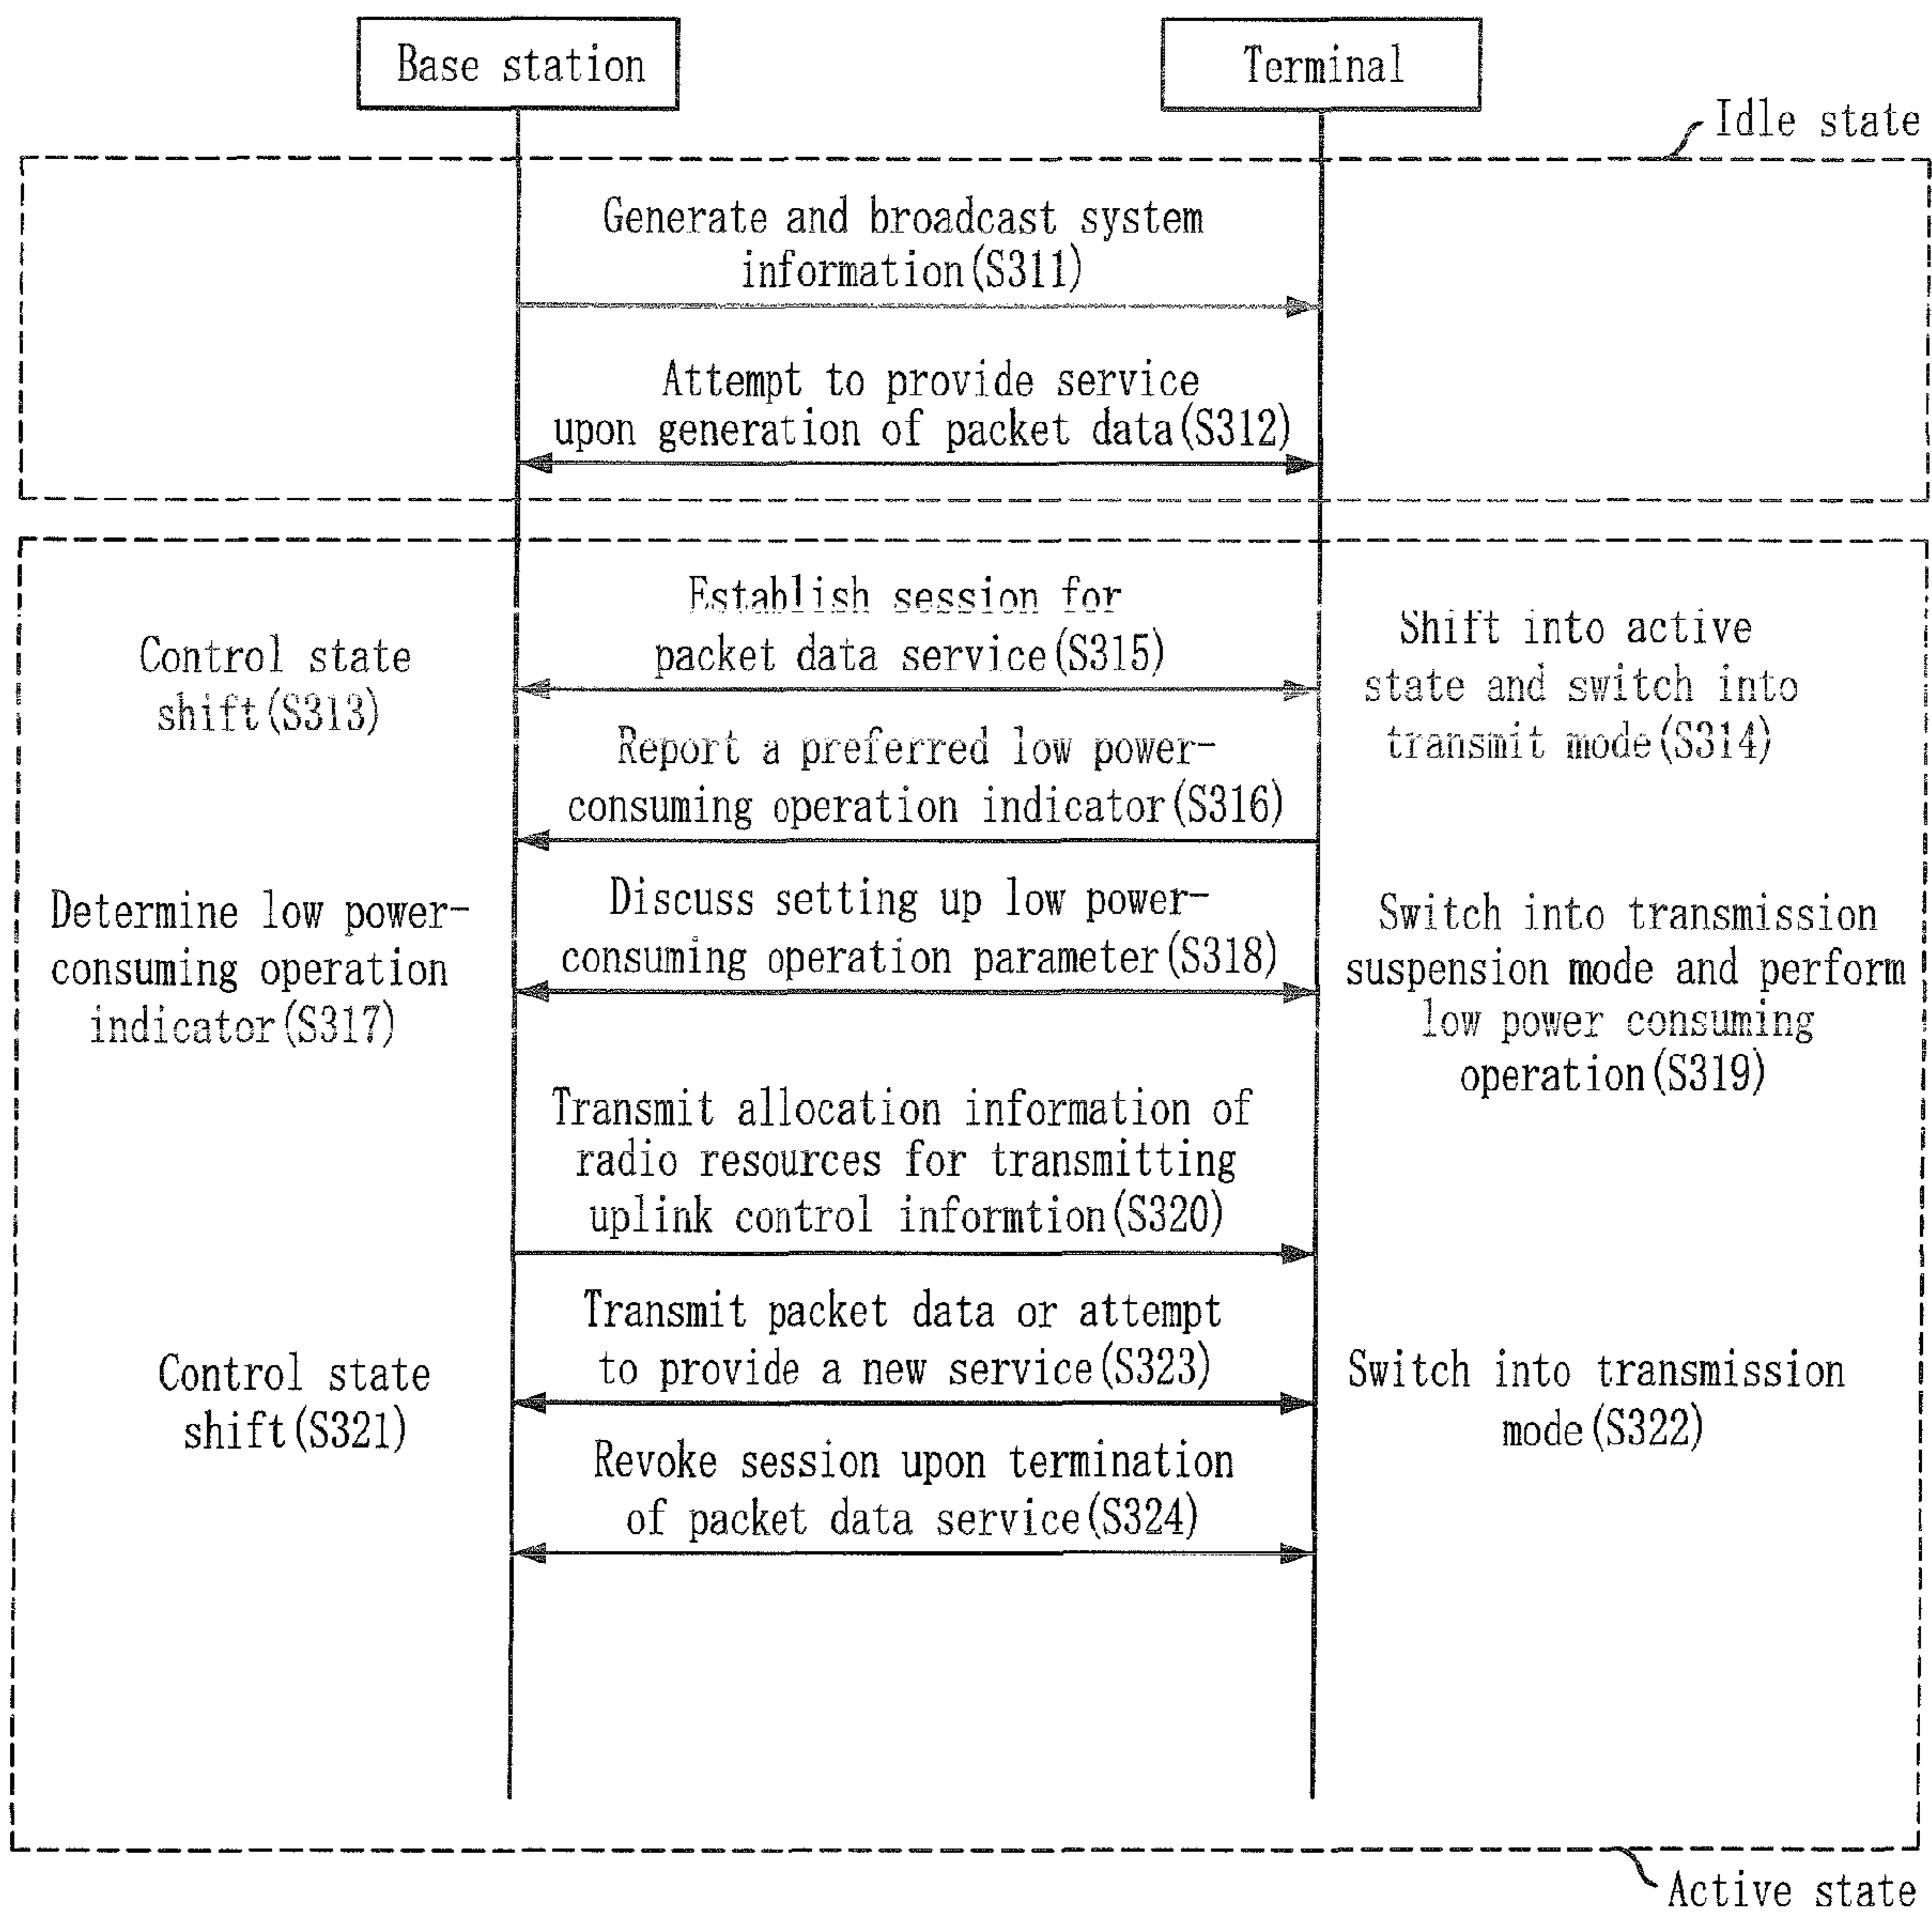 Base station
Terminal
Idle state
Generate and broadcast system
information(S311)
Attempt to provide service
upon generation of packet data(S312)
Establish session for
packet data service(S315)
Control state
shift(S313)
Shift into active
state and switch into
transmit mode(S314)
Report a preferred low power-
consuming operation indicator(S316)
Determine low power-
consuming operation
indicator(S317)
Discuss setting up low power-
consuming operation parameter(S318)
Switch into transmission
suspension mode and perform
low power consuming
operation(S319)
Transmit allocation information of
radio resources for transmitting
uplink control informtion(S320)
Transmit packet data or attempt
to provide a new service(S323)
Control state
shift(S321)
Switch into transmission
mode(S322)
Revoke session upon termination
of packet data service(S324)
Active state